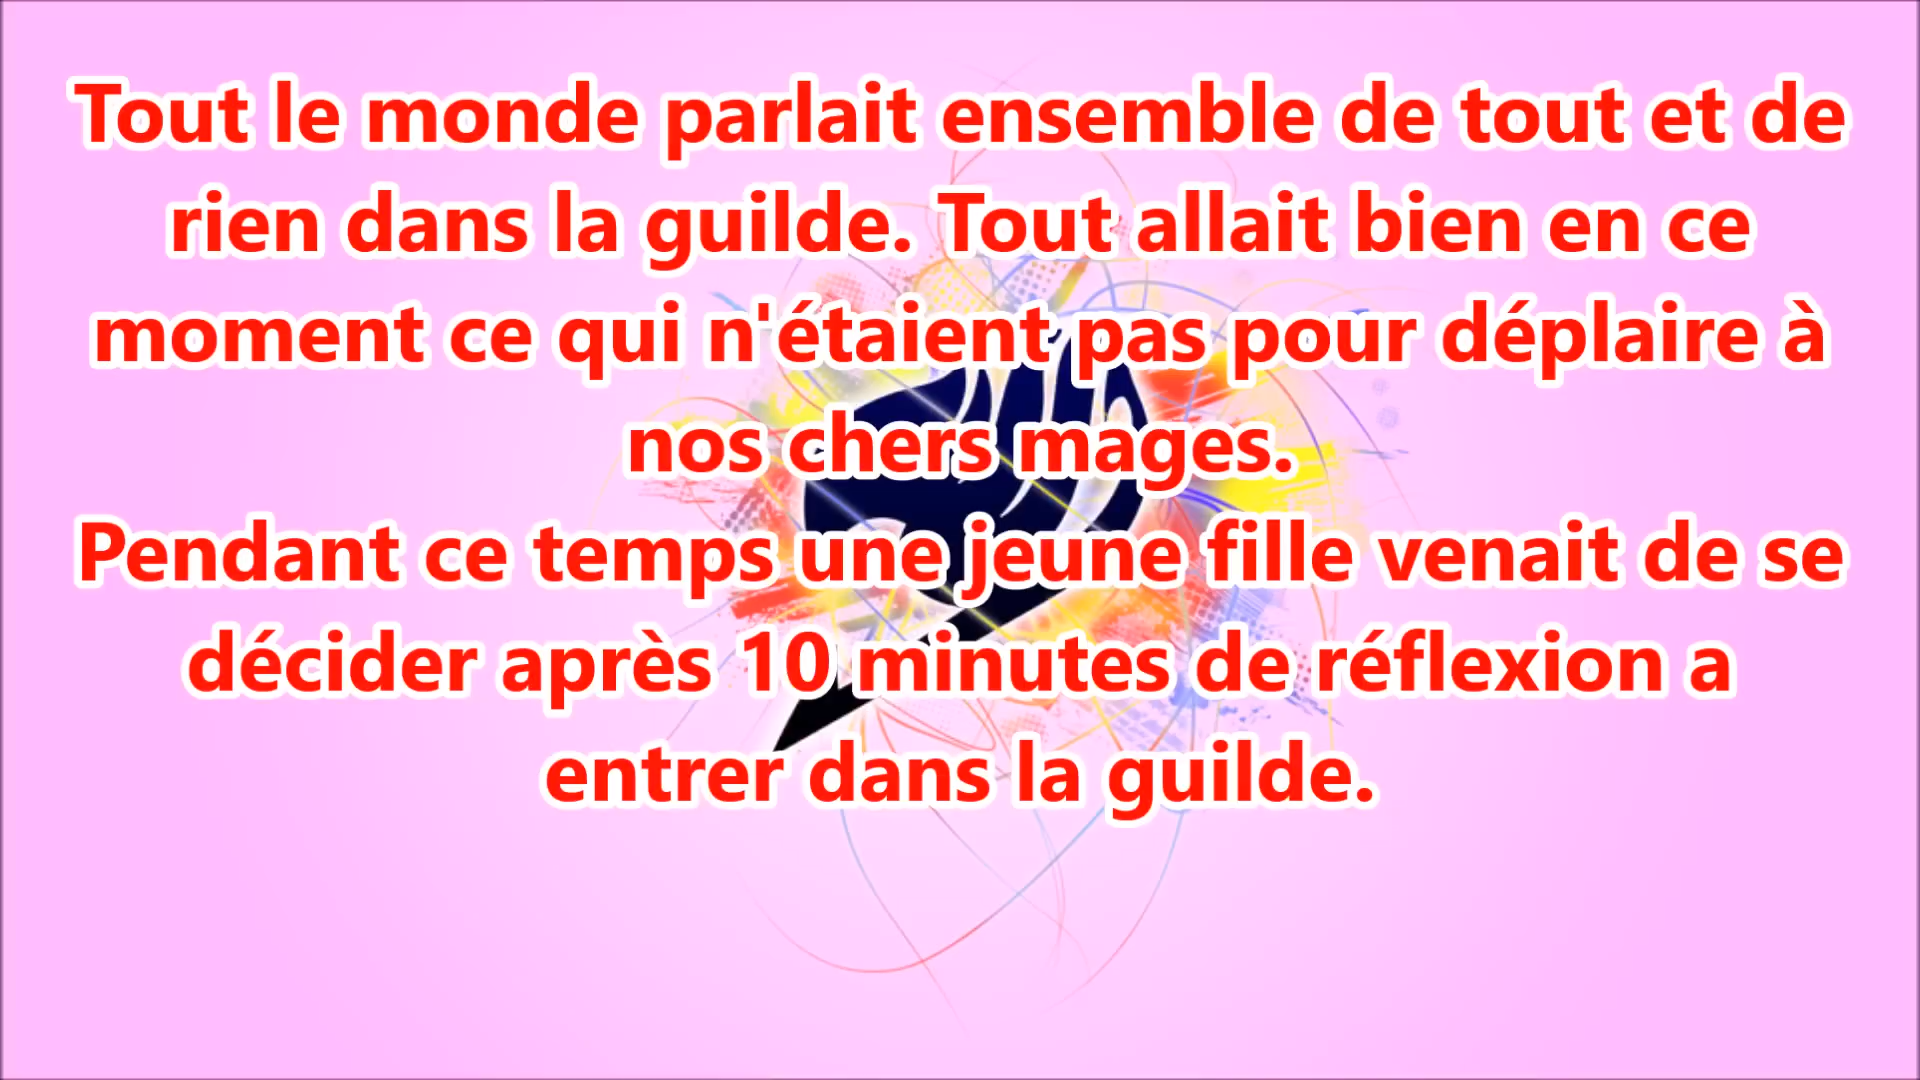 Tout le monde parlait ensemble de tout et de
rien dans la guilde. Tout allait bien en ce
moment ce qui n'étaient pas pour déplaire à
nos chers mages.
Pendant ce temps une jeune fille venait de se
décider après 10 minutes de réflexion a
entrer dans la guilde.